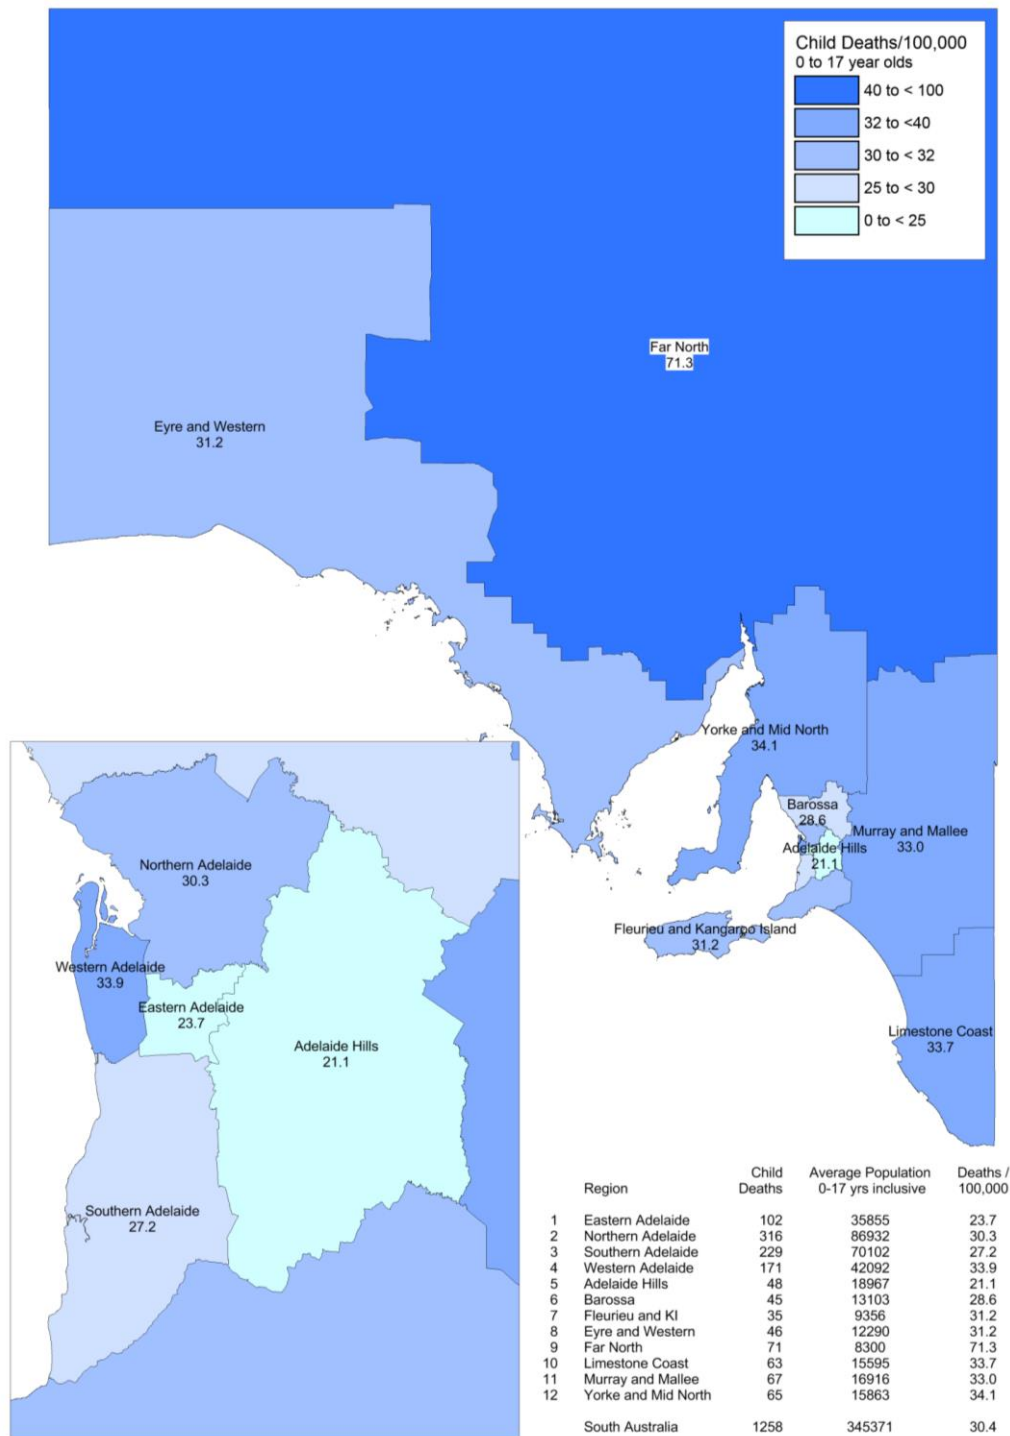 Child Deaths/100,000
0 to 17 year olds
40 to < 100
32 to <40
30 to < 32
25 to < 30
0 to < 25
Far North
71.3
Eyre and Western
31.2
Yorke and Mid North
34.1
Barossa
28.6
Murray and Mallee
33.0
Adelaide Hills
21.1
Fleurieu and Kangaroo Island
31.2
Limestone Coast
33.7
Northern Adelaide
30.3
Western Adelaide
33.9
Eastern Adelaide
23.7
Adelaide Hills
21.1
Southern Adelaide
27.2
Child Average Population Deaths /
Region Deaths 0-17 yrs inclusive 100,000
1 Eastern Adelaide 102 35855 23.7
2 Northern Adelaide 316 86932 30.3
3 Southern Adelaide 229 70102 27.2
4 Western Adelaide 171 42092 33.9
5 Adelaide Hills 48 18967 21.1
6 Barossa 45 13103 28.6
7 Fleurieu and KI 35 9356 31.2
8 Eyre and Western 46 12290 31.2
9 Far North 71 8300 71.3
10 Limestone Coast 63 15595 33.7
11 Murray and Mallee 67 16916 33.0
12 Yorke and Mid North 65 15863 34.1
South Australia 1258 345371 30.4